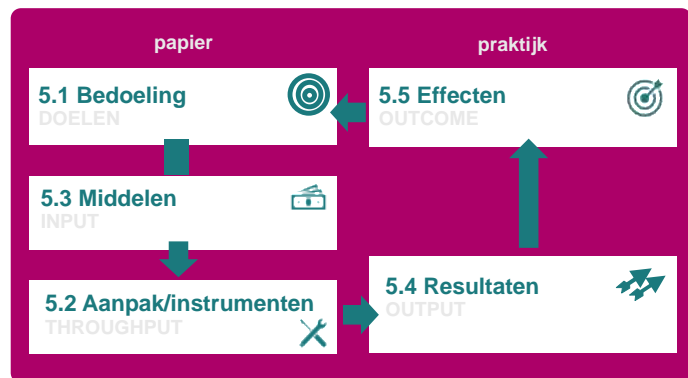 papier
praktijk
5.1 Bedoeling
DOELEN
5.5 Effecten
OUTCOME
5.3 Middelen
INPUT
5.2 Aanpak/instrumenten
THROUGHPUT
5.4 Resultaten
OUTPUT